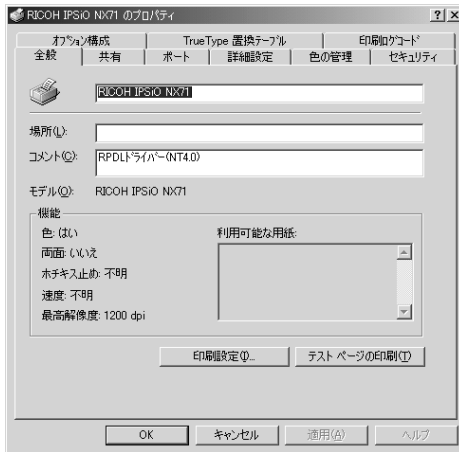 RICOH IPSiO NX71 のプロパティ
オプション構成 TrueType 置換テーブル 印刷ログコード
全般 共有 ポート 詳細設定 色の管理 セキュリティ
RICOH IPSiO NX71
場所(L):
コメント(C): RPDLドライバー(NT4.0)
モデル(O): RICOH IPSiO NX71
機能
色: はい 利用可能な用紙:
両面: いいえ
ホチキス止め: 不明
速度: 不明
最高解像度: 1200 dpi
印刷設定(I)... テスト ページの印刷(T)
OK キャンセル 適用(A) ヘルプ